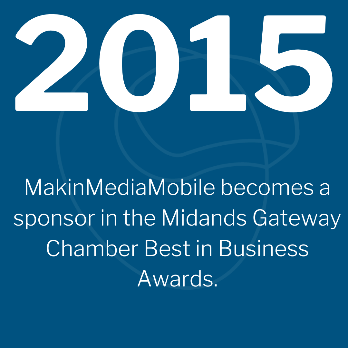 2015
MakinMediaMobile becomes a
sponsor in the Midands Gateway
Chamber Best in Business
Awards.